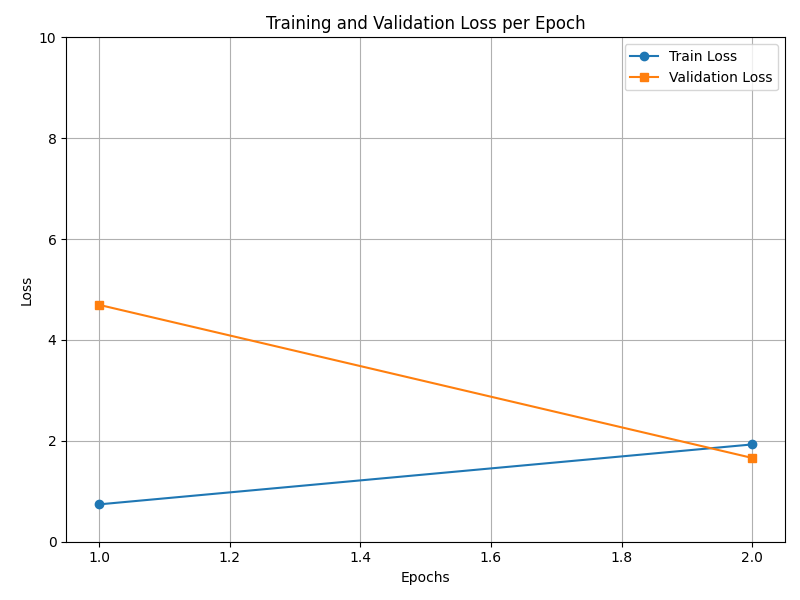 Training and Validation Loss per Epoch
Train Loss
Validation Loss
10
8
6
4
2
0
Loss
1.0 1.2 1.4 1.6 1.8 2.0
Epochs